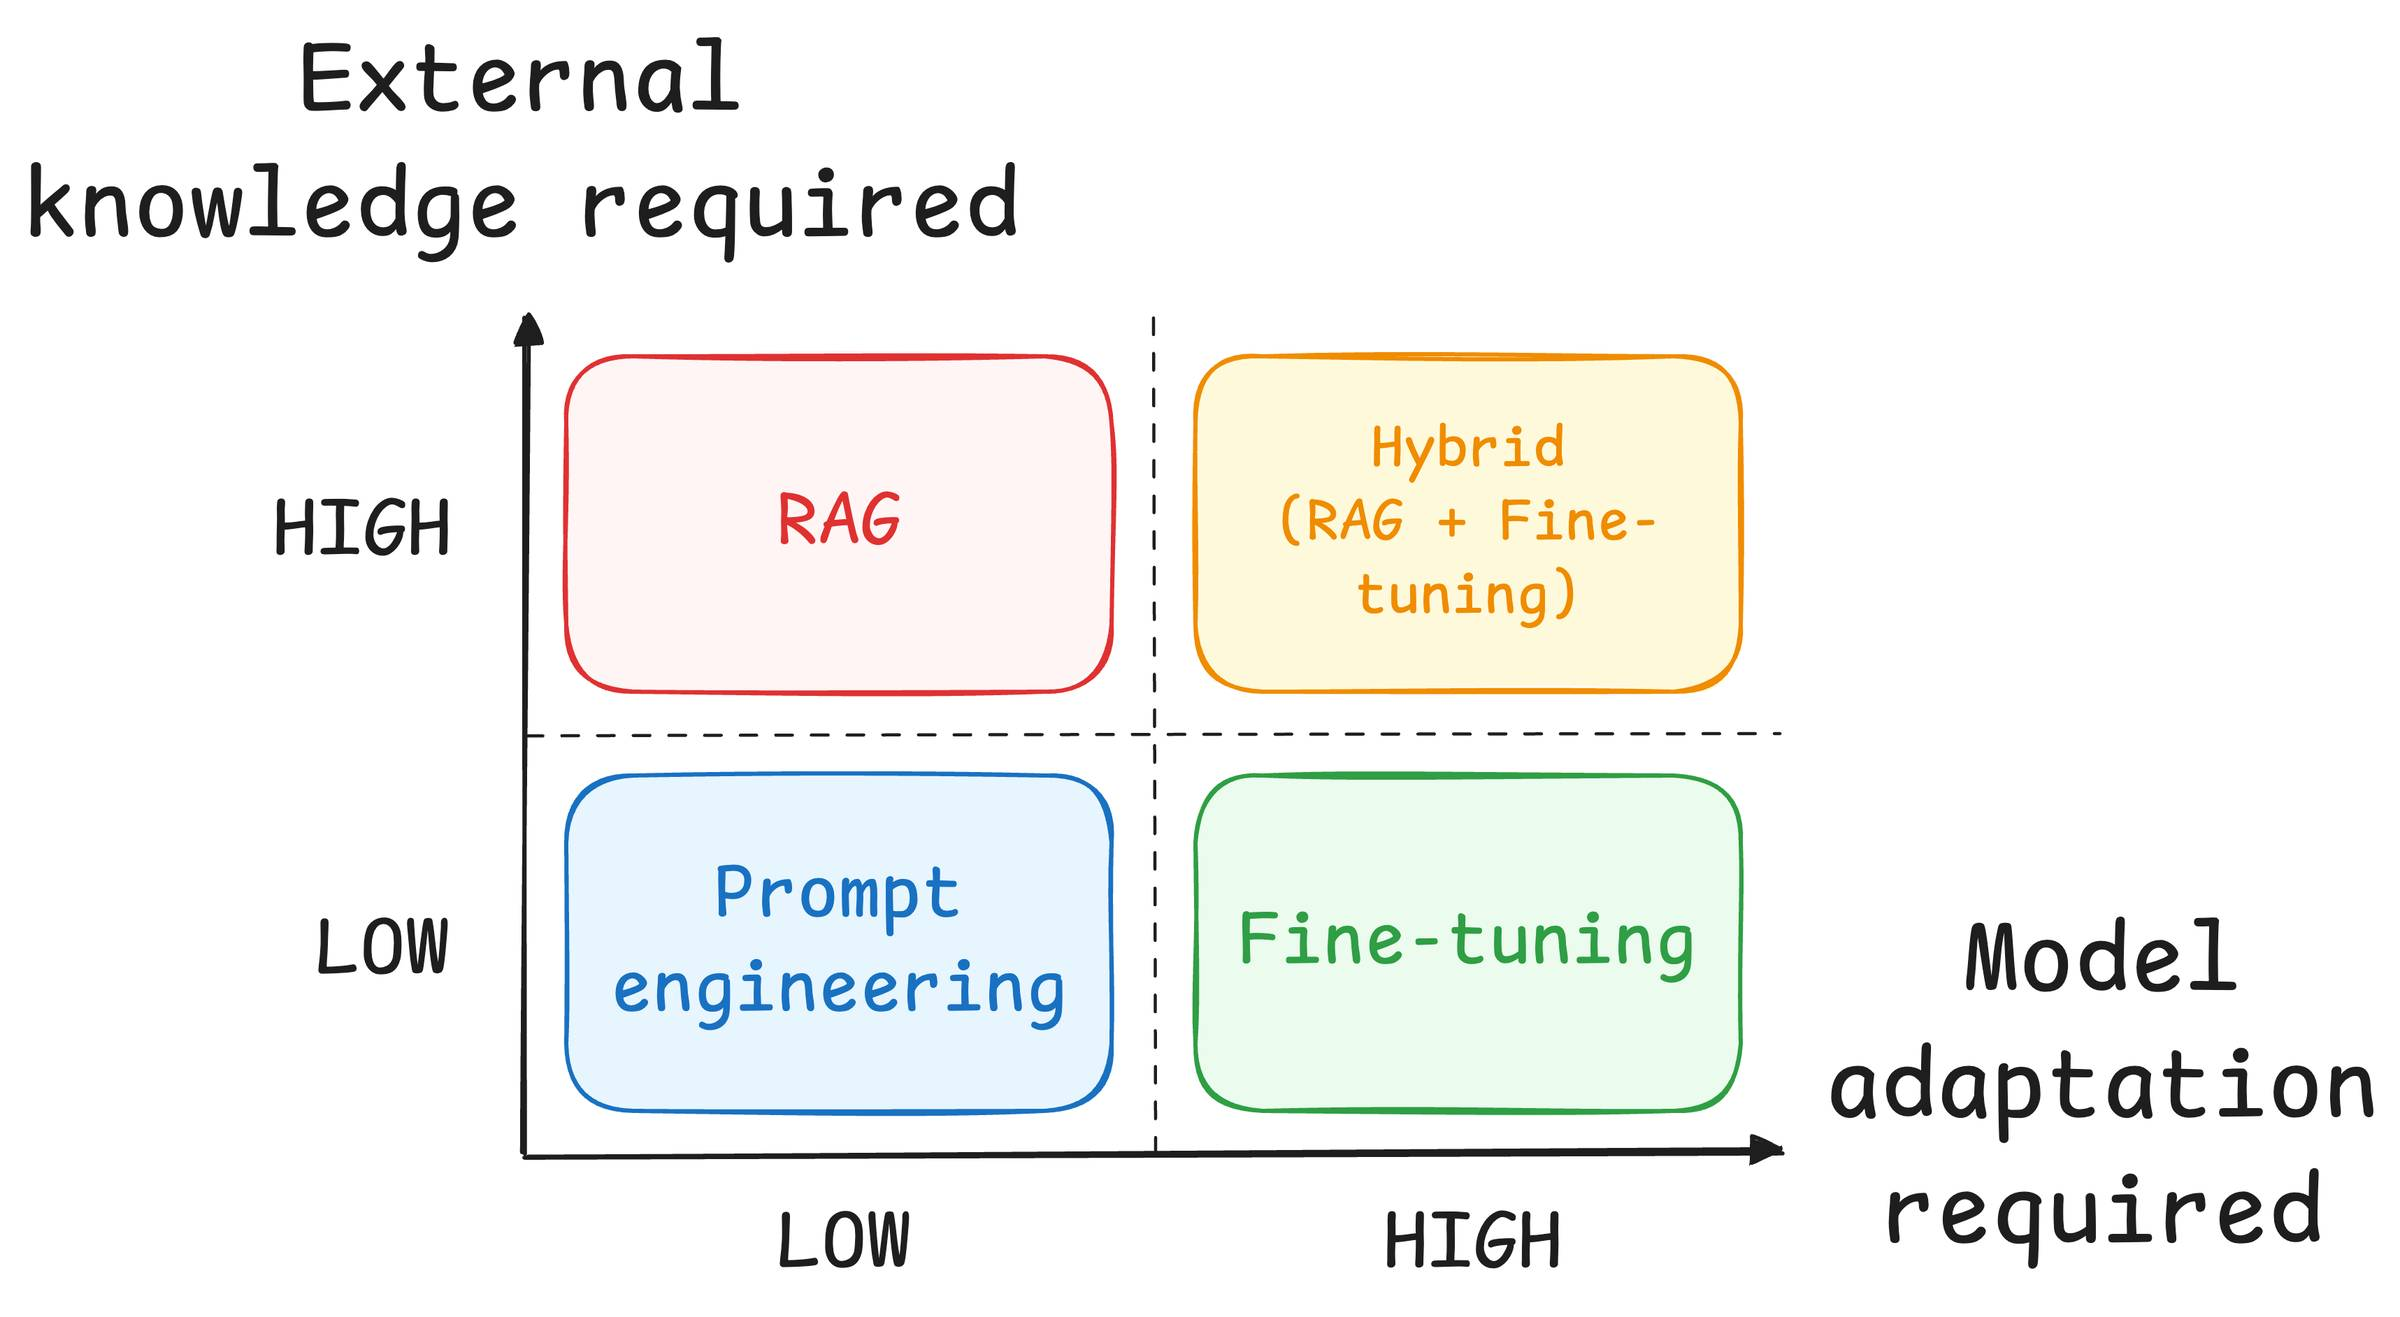 External
knowledge required
HIGH
RAG
Hybrid
(RAG + Fine-
tuning)
LOW
Prompt
engineering
Fine-tuning
Model
adaptation
required
LOW
HIGH